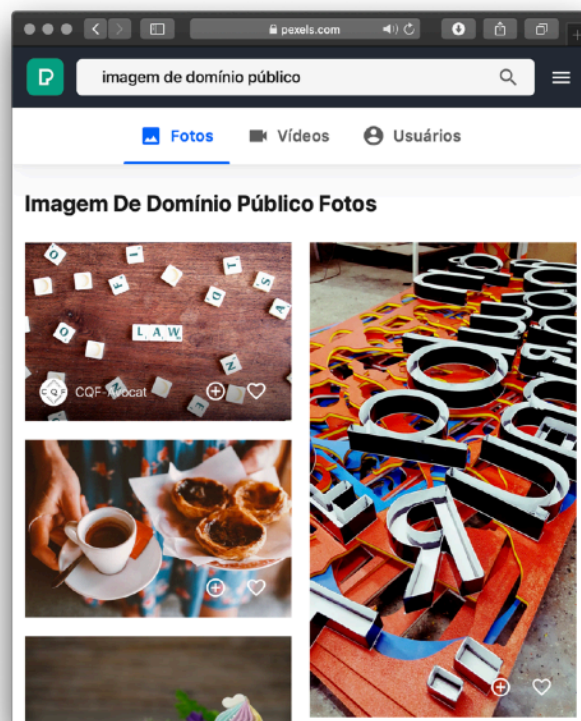 pexels.com
imagem de domínio público
Fotos
Vídeos
Usuários
Imagem De Domínio Público Fotos
LAW
CQF-Avocat